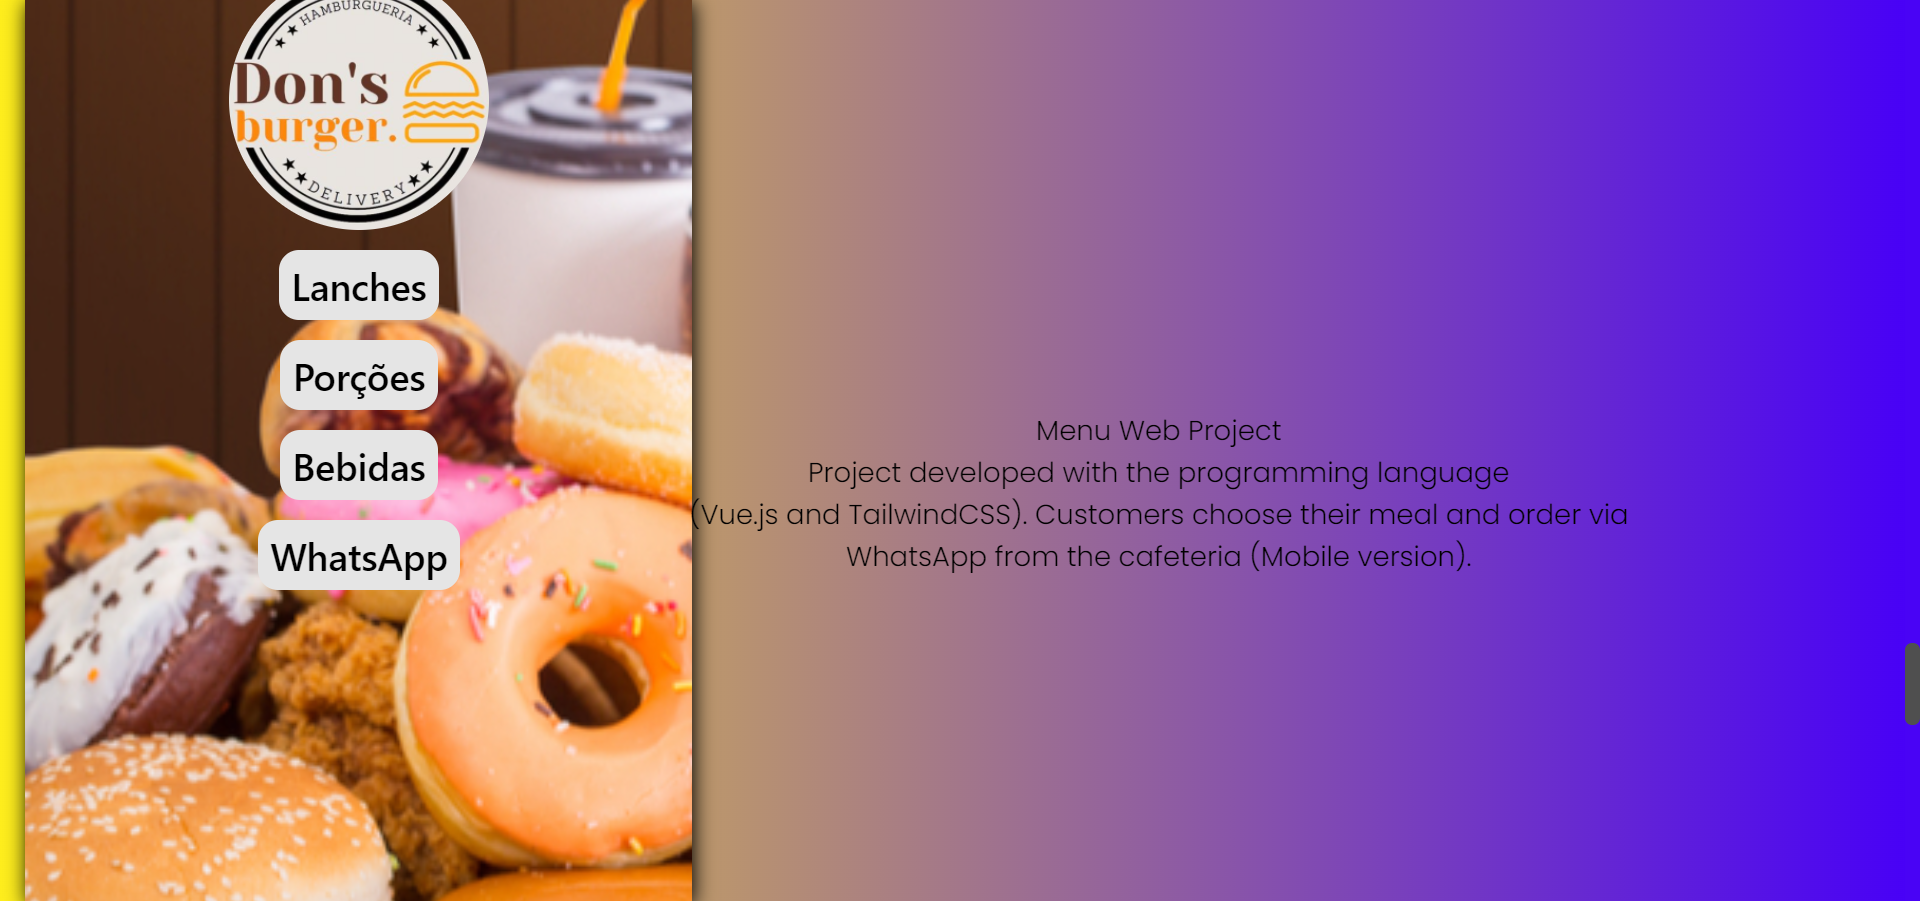 HAMBURGUERIA
Don's
burger.
DELIVERY
Lanches
Porções
Bebidas
WhatsApp
Menu Web Project
Project developed with the programming language
(Vue.js and TailwindCSS). Customers choose their meal and order via
WhatsApp from the cafeteria (Mobile version).